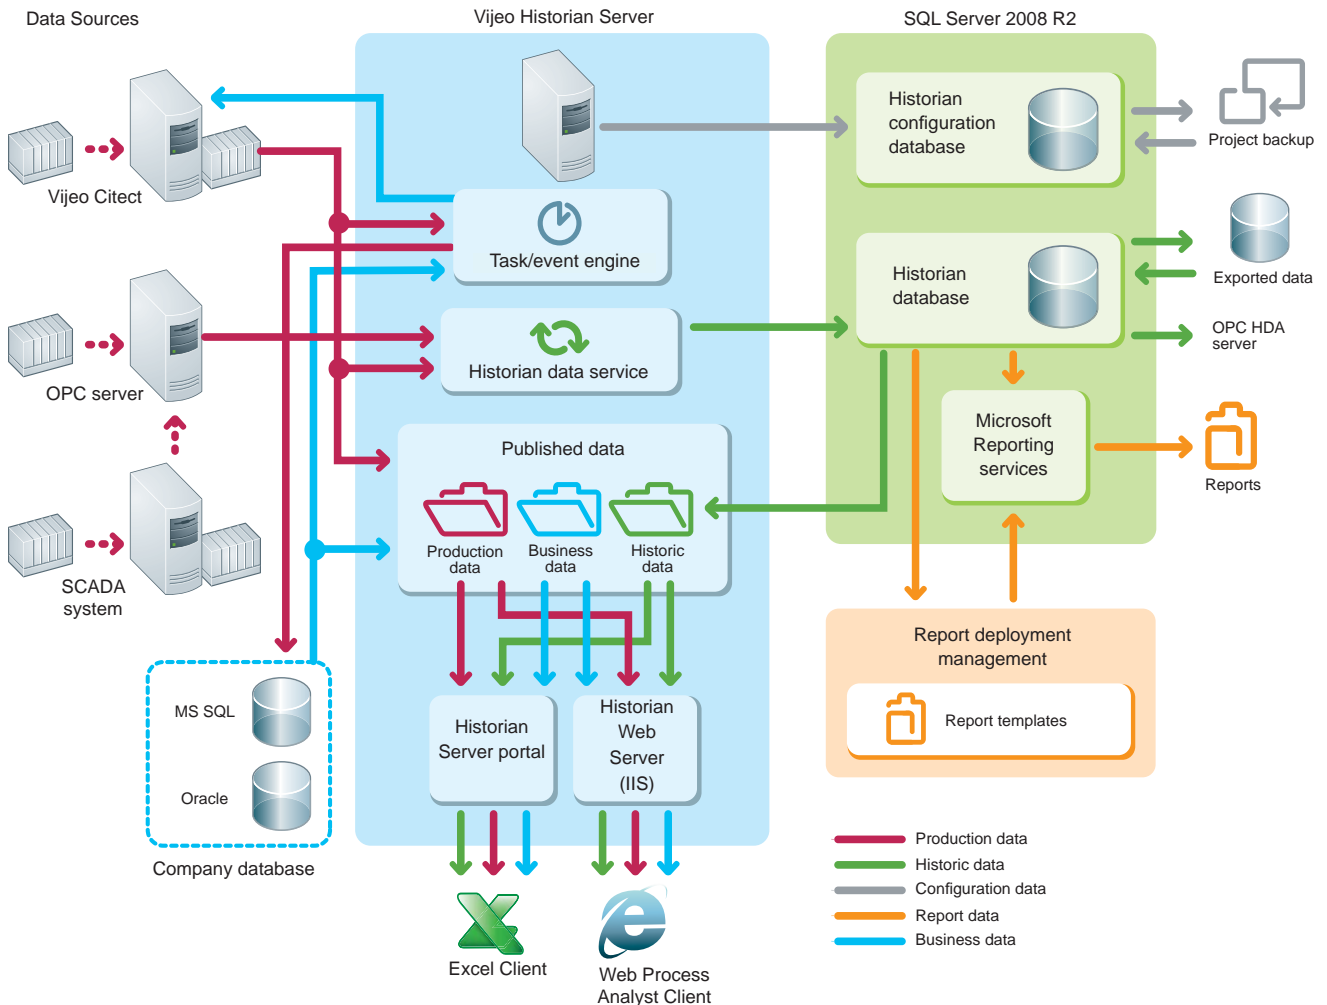 Data Sources
Vijeo Historian Server
SQL Server 2008 R2
Vijeo Citect
OPC server
SCADA
system
MS SQL
Oracle
Company database
Task/event engine
Historian data service
Published data
Production
data
Business
data
Historic
data
Historian
Server portal
Historian
Web
Server
(IIS)
Excel Client
Web Process
Analyst Client
Historian
configuration
database
Historian
database
Microsoft
Reporting
services
Project backup
Exported data
OPC HDA
server
Reports
Report deployment
management
Report templates
Production data
Historic data
Configuration data
Report data
Business data